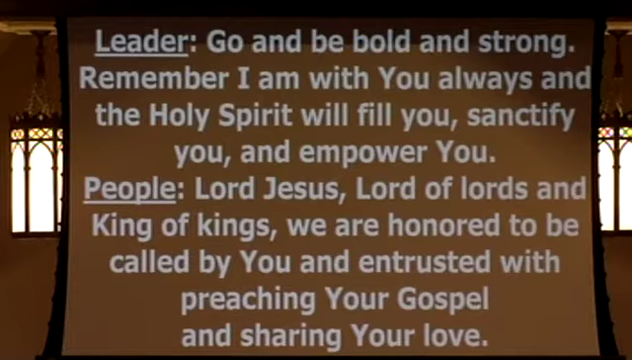 Leader: Go and be bold and strong.
Remember I am with You always and
the Holy Spirit will fill you, sanctify
you, and empower You.
People: Lord Jesus, Lord of lords and
King of kings, we are honored to be
called by You and entrusted with
preaching Your Gospel
and sharing Your love.